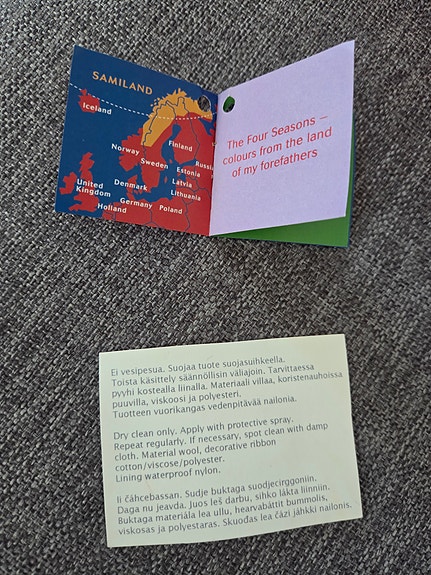 SAMILAND
Iceland
Finland
Norway
Sweden
Russia
Estonia
Latvia
Lithuania
Denmark
United
Kingdom
Germany
Poland
Holland
The Four Seasons –
colours from the land
of my forefathers
Ei vesipesua. Suojaa tuote suojasuihkeella.
Toista käsittely säännöllisin väliajoin. Tarvittaessa
pyyhi kostealla liinalla. Materiaali villaa, koristenauhoissa
puuvilla, viskoosi ja polyesteri.
Tuotteen vuorikangas vedenpitävää nailonia.
Dry clean only. Apply with protective spray.
Repeat regularly. If necessary, spot clean with damp
cloth. Material wool, decorative ribbon
cotton/viscose/polyester.
Lining waterproof nylon.
Ii čáhcebassan. Sudje buktaga suodjecirggoniin.
Daga nu jeavda. Juos leš darbu, sihko lákta liinniin.
Buktaga materiála lea ullu, hearvabáttit bummolis,
viskosas ja polyestaras. Skuođas lea čázi jáhkki nailonis.